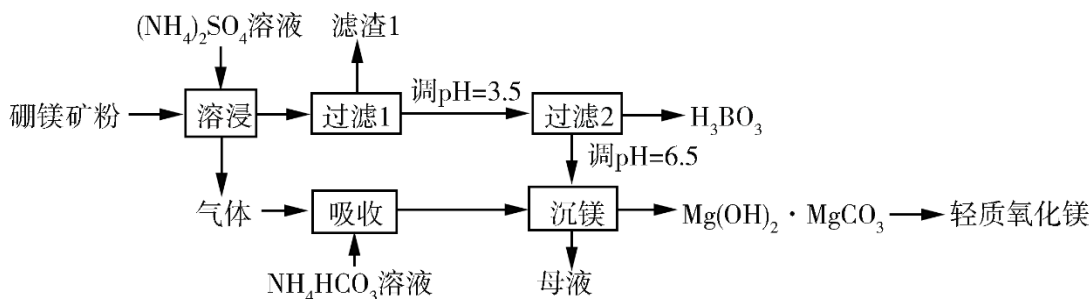 (NH₄)₂SO₄溶液 滤渣1
硼镁矿粉 溶浸 过滤1 调pH=3.5 过滤2 H₃BO₃
调pH=6.5
气体 吸收 沉镁 Mg(OH)₂·MgCO₃ 轻质氧化镁
NH₄HCO₃溶液 母液